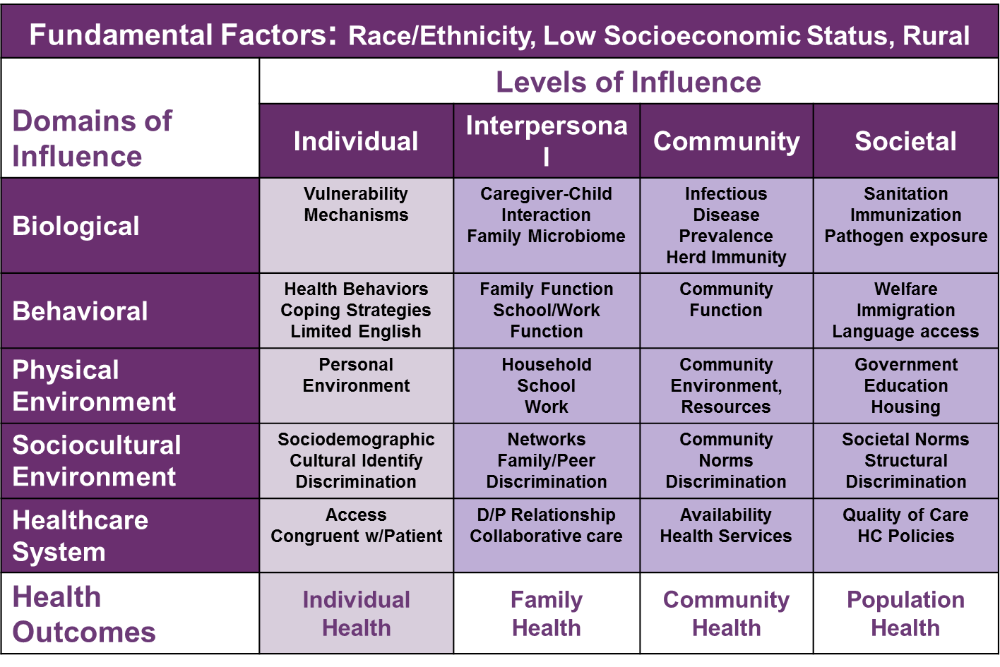 Fundamental Factors: Race/Ethnicity, Low Socioeconomic Status, Rural
Domains of
Influence
Levels of Influence
Individual
Interpersona
l
Community
Societal
Biological
Vulnerability
Mechanisms
Caregiver-Child
Interaction
Family Microbiome
Infectious
Disease
Prevalence
Herd Immunity
Sanitation
Immunization
Pathogen exposure
Behavioral
Health Behaviors
Coping Strategies
Limited English
Family Function
School/Work
Function
Community
Function
Welfare
Immigration
Language access
Physical
Environment
Personal
Environment
Household
School
Work
Community
Environment,
Resources
Government
Education
Housing
Sociocultural
Environment
Sociodemographic
Cultural Identify
Discrimination
Networks
Family/Peer
Discrimination
Community
Norms
Discrimination
Societal Norms
Structural
Discrimination
Healthcare
System
Access
Congruent w/Patient
D/P Relationship
Collaborative care
Availability
Health Services
Quality of Care
HC Policies
Health
Outcomes
Individual
Health
Family
Health
Community
Health
Population
Health